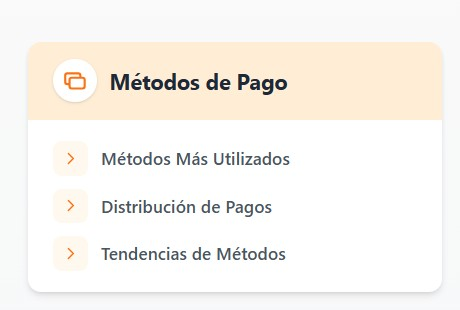 Métodos de Pago
Métodos Más Utilizados
Distribución de Pagos
Tendencias de Métodos